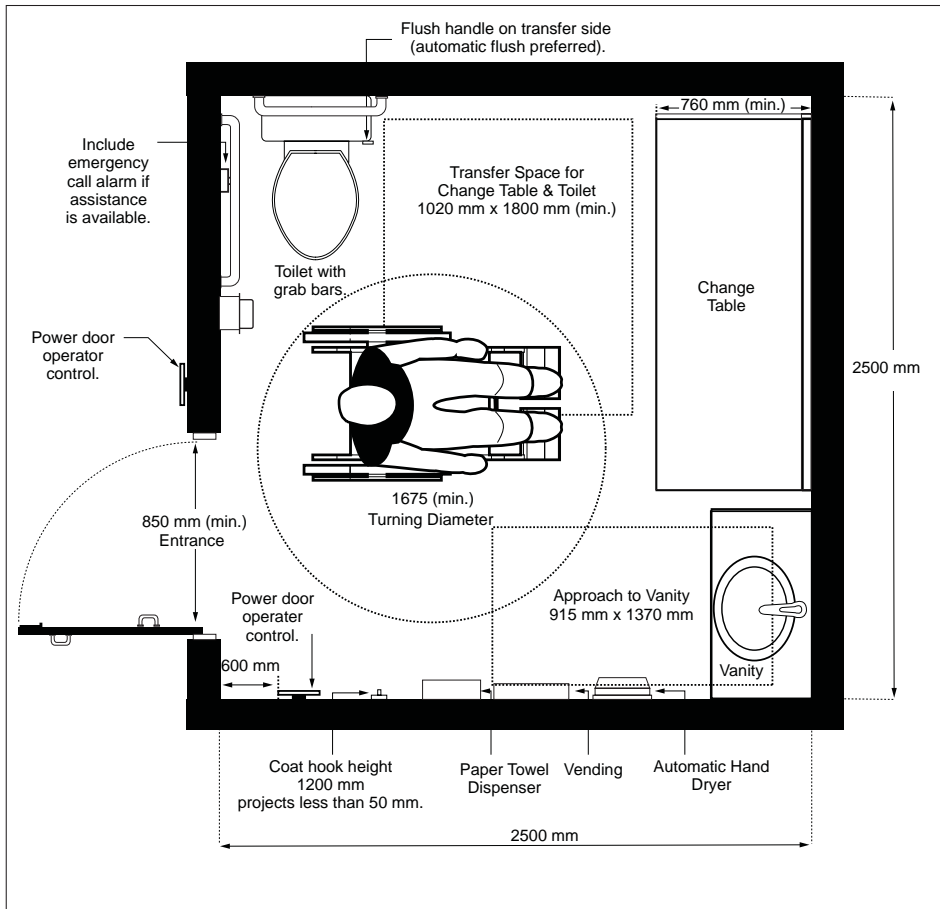 Flush handle on transfer side
(automatic flush preferred).
760 mm (min.)
Include
emergency
call alarm if
assistance
is available.
Transfer Space for
Change Table & Toilet
1020 mm x 1800 mm (min.)
Toilet with
grab bars.
Change
Table
Power door
operator
control.
2500 mm
1675 (min.)
Turning Diameter
850 mm (min.)
Entrance
Approach to Vanity
915 mm x 1370 mm
Power door
operater
control.
Vanity
600 mm
Coat hook height
1200 mm
projects less than 50 mm.
Paper Towel
Dispenser
Vending
Automatic Hand
Dryer
2500 mm